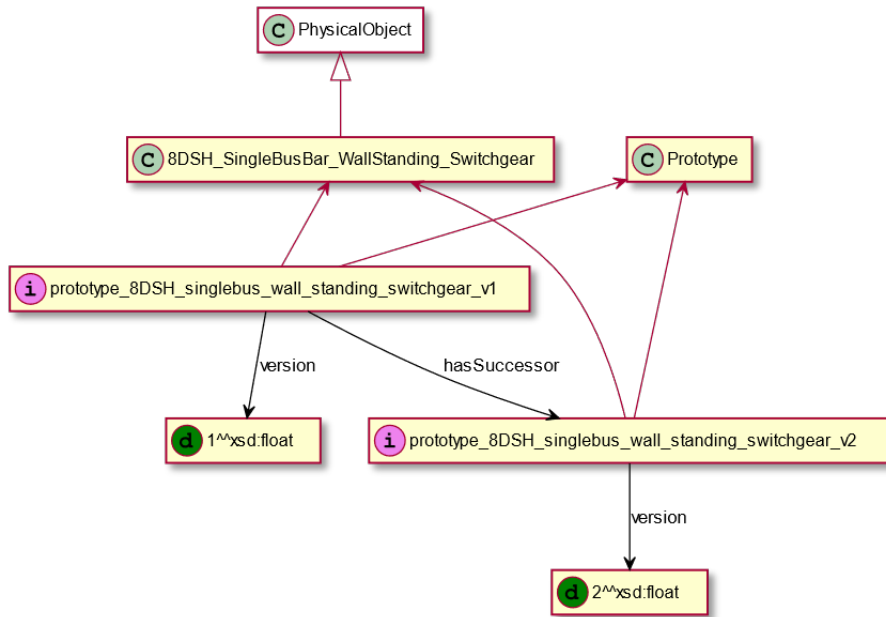 C PhysicalObject
C 8DSH_SingleBusBar_WallStanding_Switchgear
C Prototype
i prototype_8DSH_singlebus_wall_standing_switchgear_v1
version
hasSuccessor
d 1^^xsd:float
i prototype_8DSH_singlebus_wall_standing_switchgear_v2
version
d 2^^xsd:float